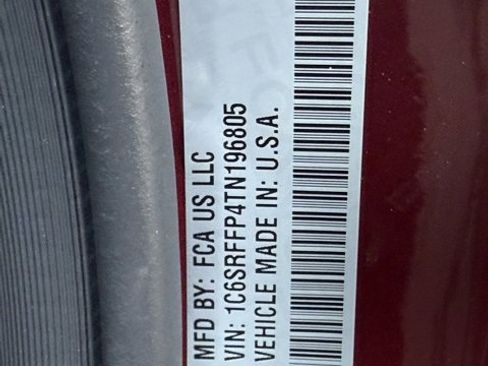 MFD BY: FCA US LLC
VIN: 1C6SRFFP4TN196805
VEHICLE MADE IN: U.S.A.